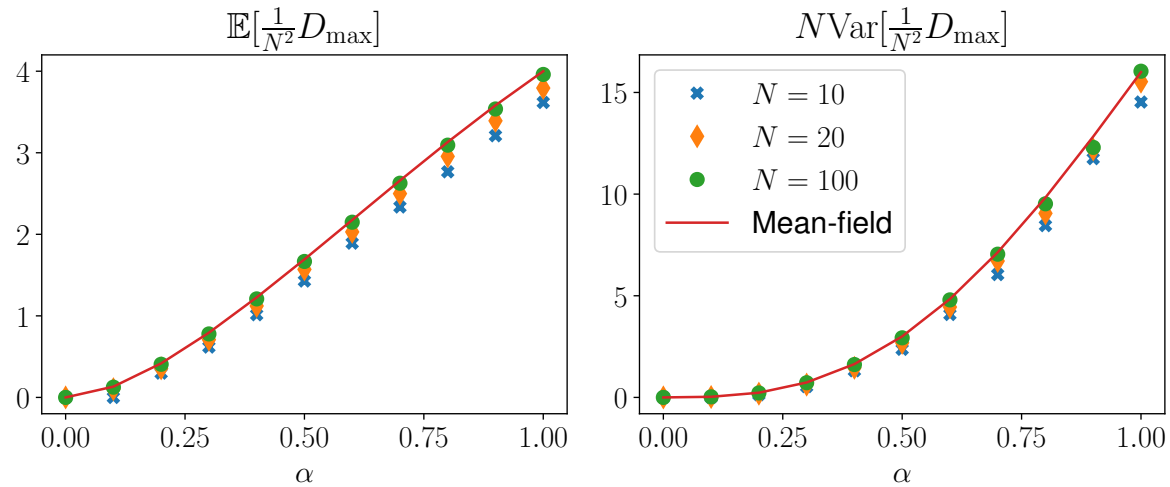 𝔼[1/N² D_max]
4
3
2
1
0
0.00 0.25 0.50 0.75 1.00
α
NVar[1/N² D_max]
15
10
5
0
N = 10
N = 20
N = 100
Mean-field
0.00 0.25 0.50 0.75 1.00
α